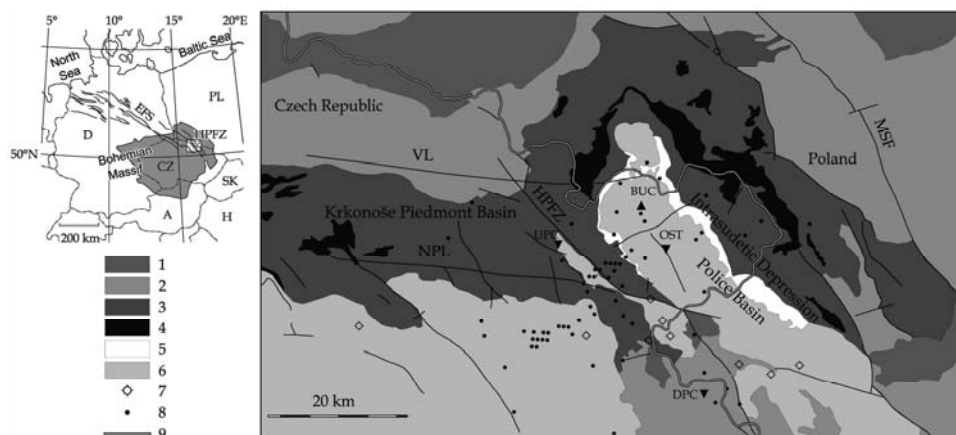 5° 10° 15° 20°E
North
Sea
Baltic Sea
EFS
PL
D
HPFZ
50°N
Bohemian
Massif
CZ
SK
A
H
200 km
1
2
3
4
5
6
7
8
9
Czech Republic
Poland
MSF
VL
HPFZ
BUC
Intrasudetic Depression
Krkonoše Piedmont Basin
UPC
OST
NPL
Police Basin
20 km
DPC